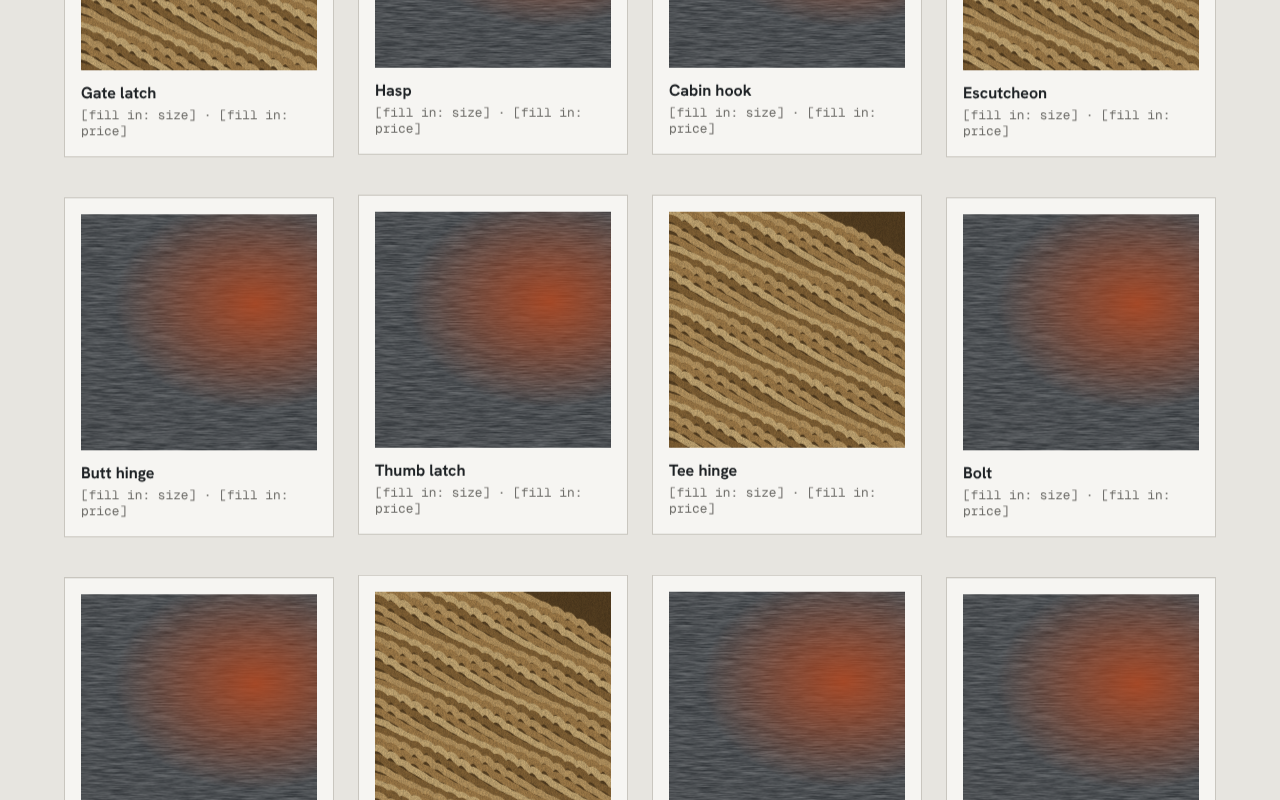 Gate latch
[fill in: size] · [fill in:
price]
Hasp
[fill in: size] · [fill in:
price]
Cabin hook
[fill in: size] · [fill in:
price]
Escutcheon
[fill in: size] · [fill in:
price]
Butt hinge
[fill in: size] · [fill in:
price]
Thumb latch
[fill in: size] · [fill in:
price]
Tee hinge
[fill in: size] · [fill in:
price]
Bolt
[fill in: size] · [fill in:
price]